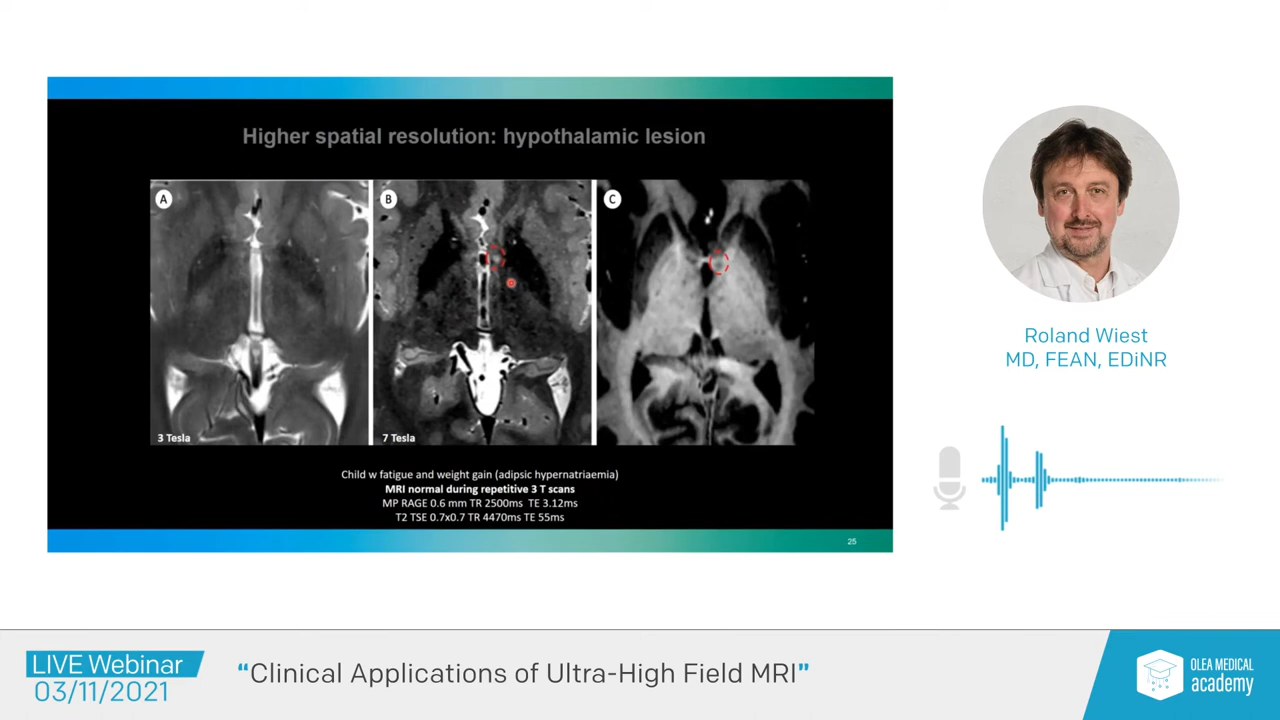 Higher spatial resolution: hypothalamic lesion
A
B
C
3 Tesla
7 Tesla
Child w fatigue and weight gain (adipsic hypernatriaemia)
MRI normal during repetitive 3 T scans
MP RAGE 0.6 mm TR 2500ms TE 3.12ms
T2 TSE 0.7x0.7 TR 4470ms TE 55ms
25
Roland Wiest
MD, FEAN, EDiNR
LIVE Webinar
03/11/2021
“Clinical Applications of Ultra-High Field MRI”
OLEA MEDICAL
academy